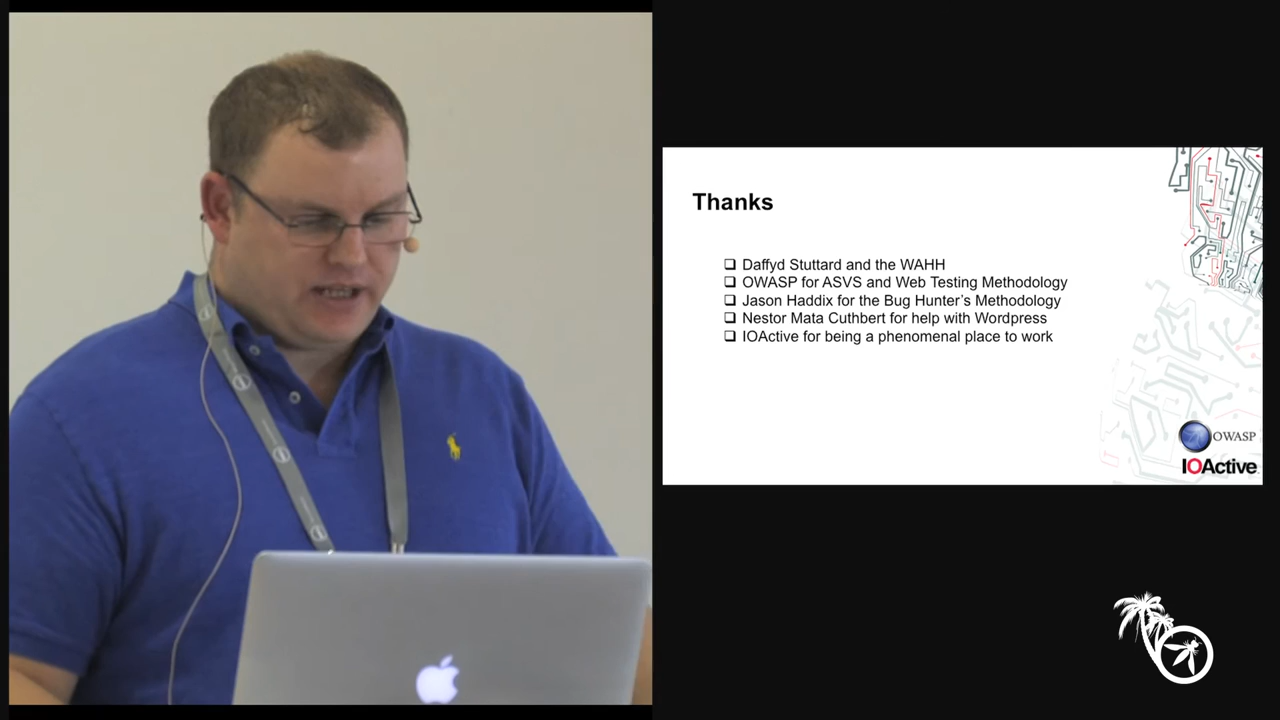 Thanks
Daffyd Stuttard and the WAHH
OWASP for ASVS and Web Testing Methodology
Jason Haddix for the Bug Hunter's Methodology
Nestor Mata Cuthbert for help with Wordpress
IOActive for being a phenomenal place to work
OWASP
IOActive